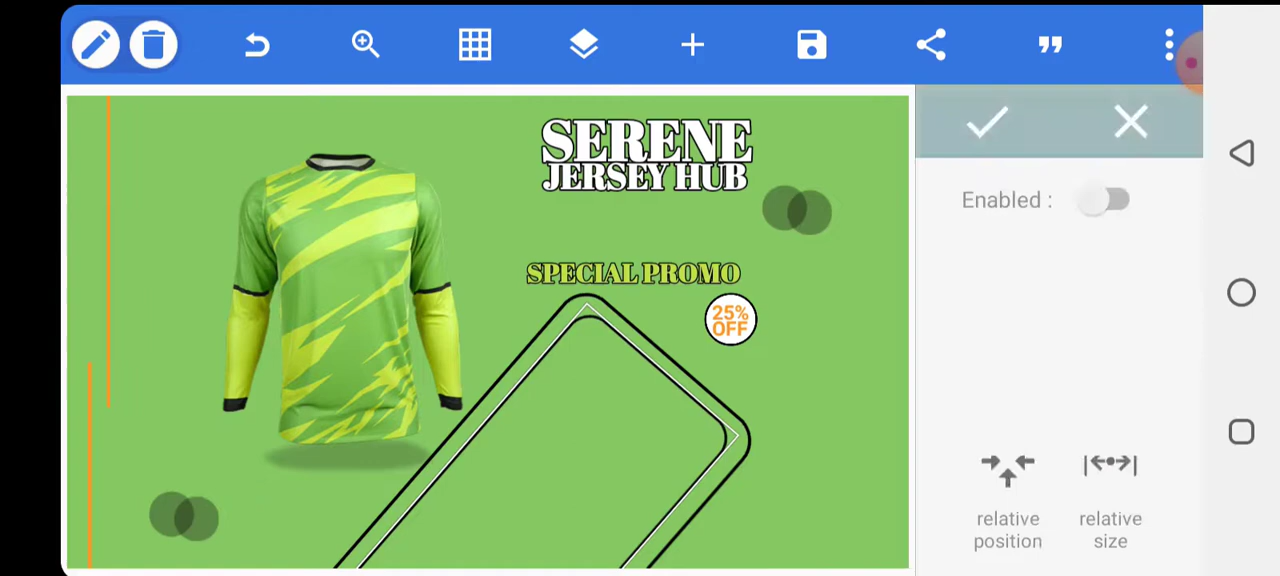 SERENE
JERSEY HUB
SPECIAL PROMO
25%
OFF
Enabled :
relative
position
relative
size